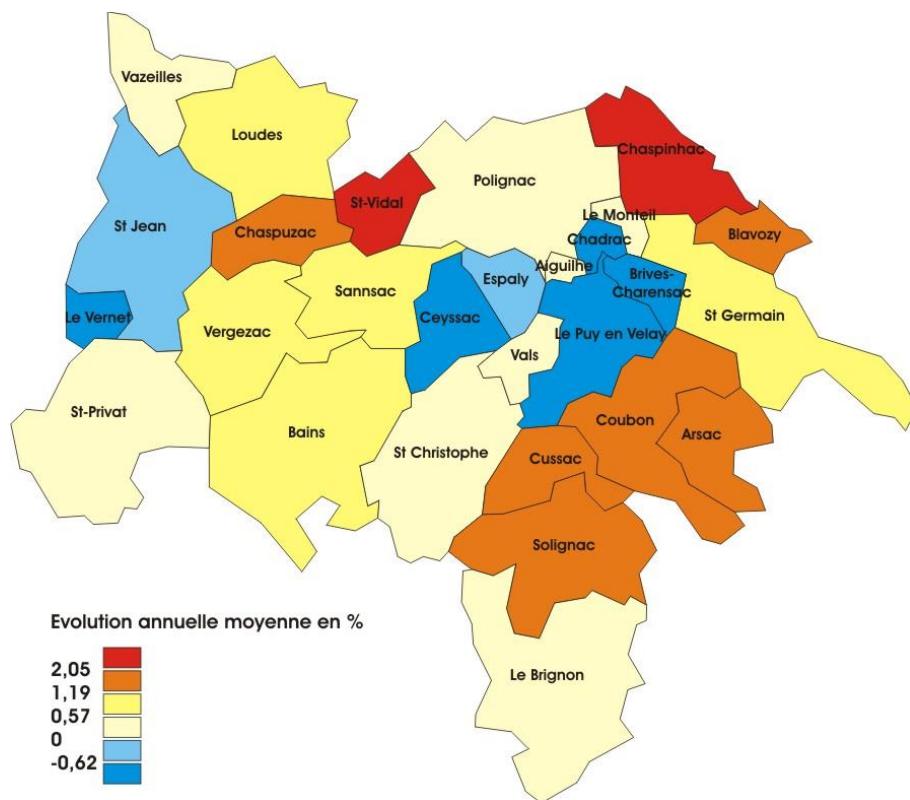 Vazeilles
Loudes
Chaspinhac
Polignac
St-Vidal
Le Monteil
St Jean
Chaspuzac
Chadrac
Blavozy
Aiguilhe
Espaly
Brives-
Charensac
Sannsac
Le Vernet
Ceyssac
St Germain
Vergezac
Le Puy en Velay
Vals
St-Privat
Coubon
Bains
Arsac
St Christophe
Cussac
Solignac
Evolution annuelle moyenne en %
2,05
1,19
0,57
0
-0,62
Le Brignon